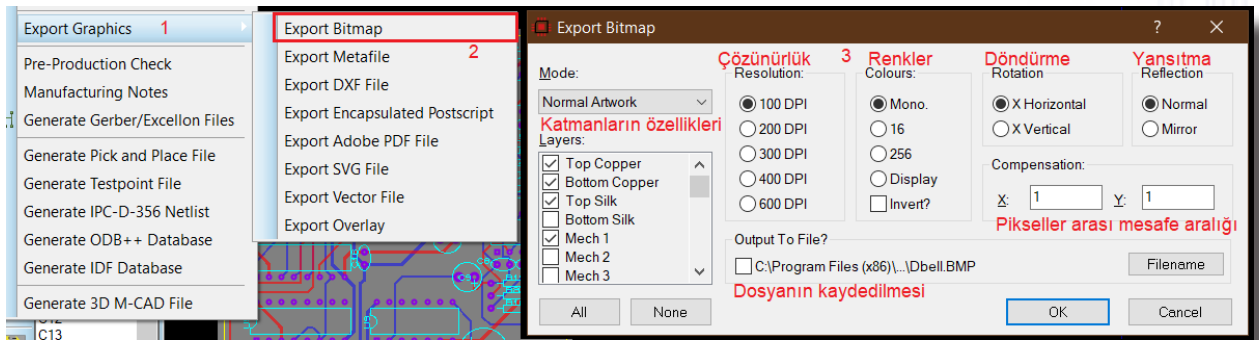 Export Graphics 1
Pre-Production Check
Manufacturing Notes
Generate Gerber/Excellon Files
Generate Pick and Place File
Generate Testpoint File
Generate IPC-D-356 Netlist
Generate ODB++ Database
Generate IDF Database
Generate 3D M-CAD File
C13
Export Bitmap
2
Export Metafile
Export DXF File
Export Encapsulated Postscript
Export Adobe PDF File
Export SVG File
Export Vector File
Export Overlay
Export Bitmap ? X
Mode:
Normal Artwork
Katmanların özellikleri
Layers:
Top Copper
Bottom Copper
Top Silk
Bottom Silk
Mech 1
Mech 2
Mech 3
All None
Çözünürlük 3
Resolution:
100 DPI
200 DPI
300 DPI
400 DPI
600 DPI
Renkler
Colours:
Mono.
16
256
Display
Invert?
Döndürme
Rotation
X Horizontal
X Vertical
Yansıtma
Reflection
Normal
Mirror
Compensation:
X: 1 Y: 1
Pikseller arası mesafe aralığı
Output To File?
C:\Program Files (x86)\...\Dbell.BMP
Filename
Dosyanın kaydedilmesi
OK Cancel